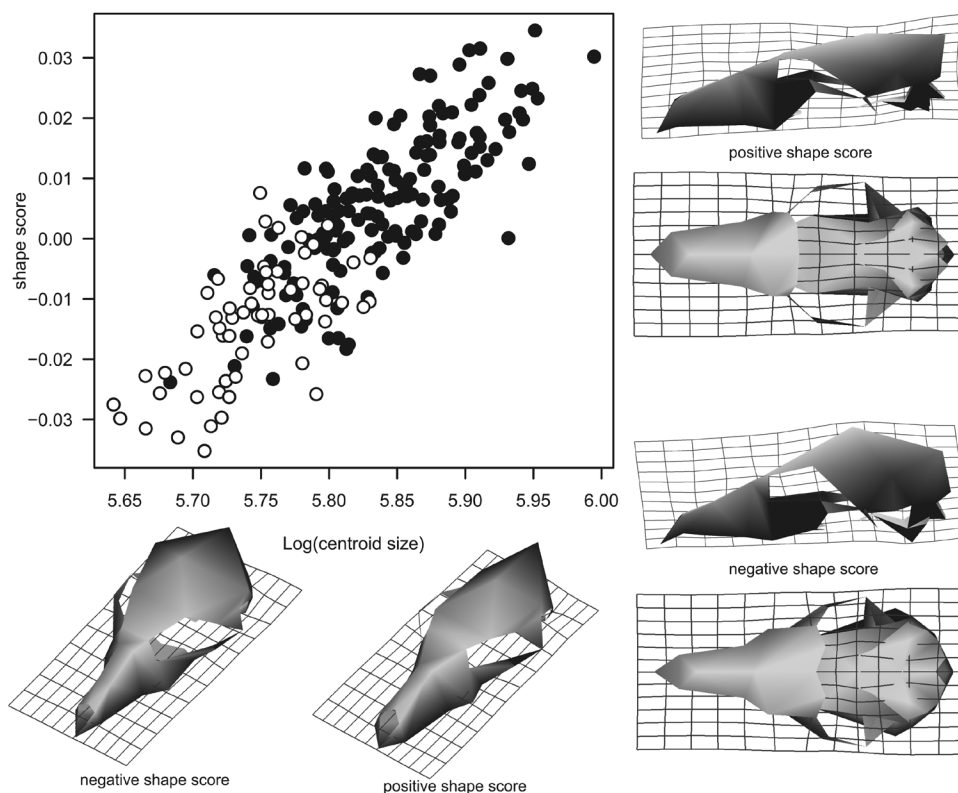 0.03
0.02
0.01
0.00
−0.01
−0.02
−0.03
shape score
5.65 5.70 5.75 5.80 5.85 5.90 5.95 6.00
Log(centroid size)
positive shape score
negative shape score
negative shape score
positive shape score